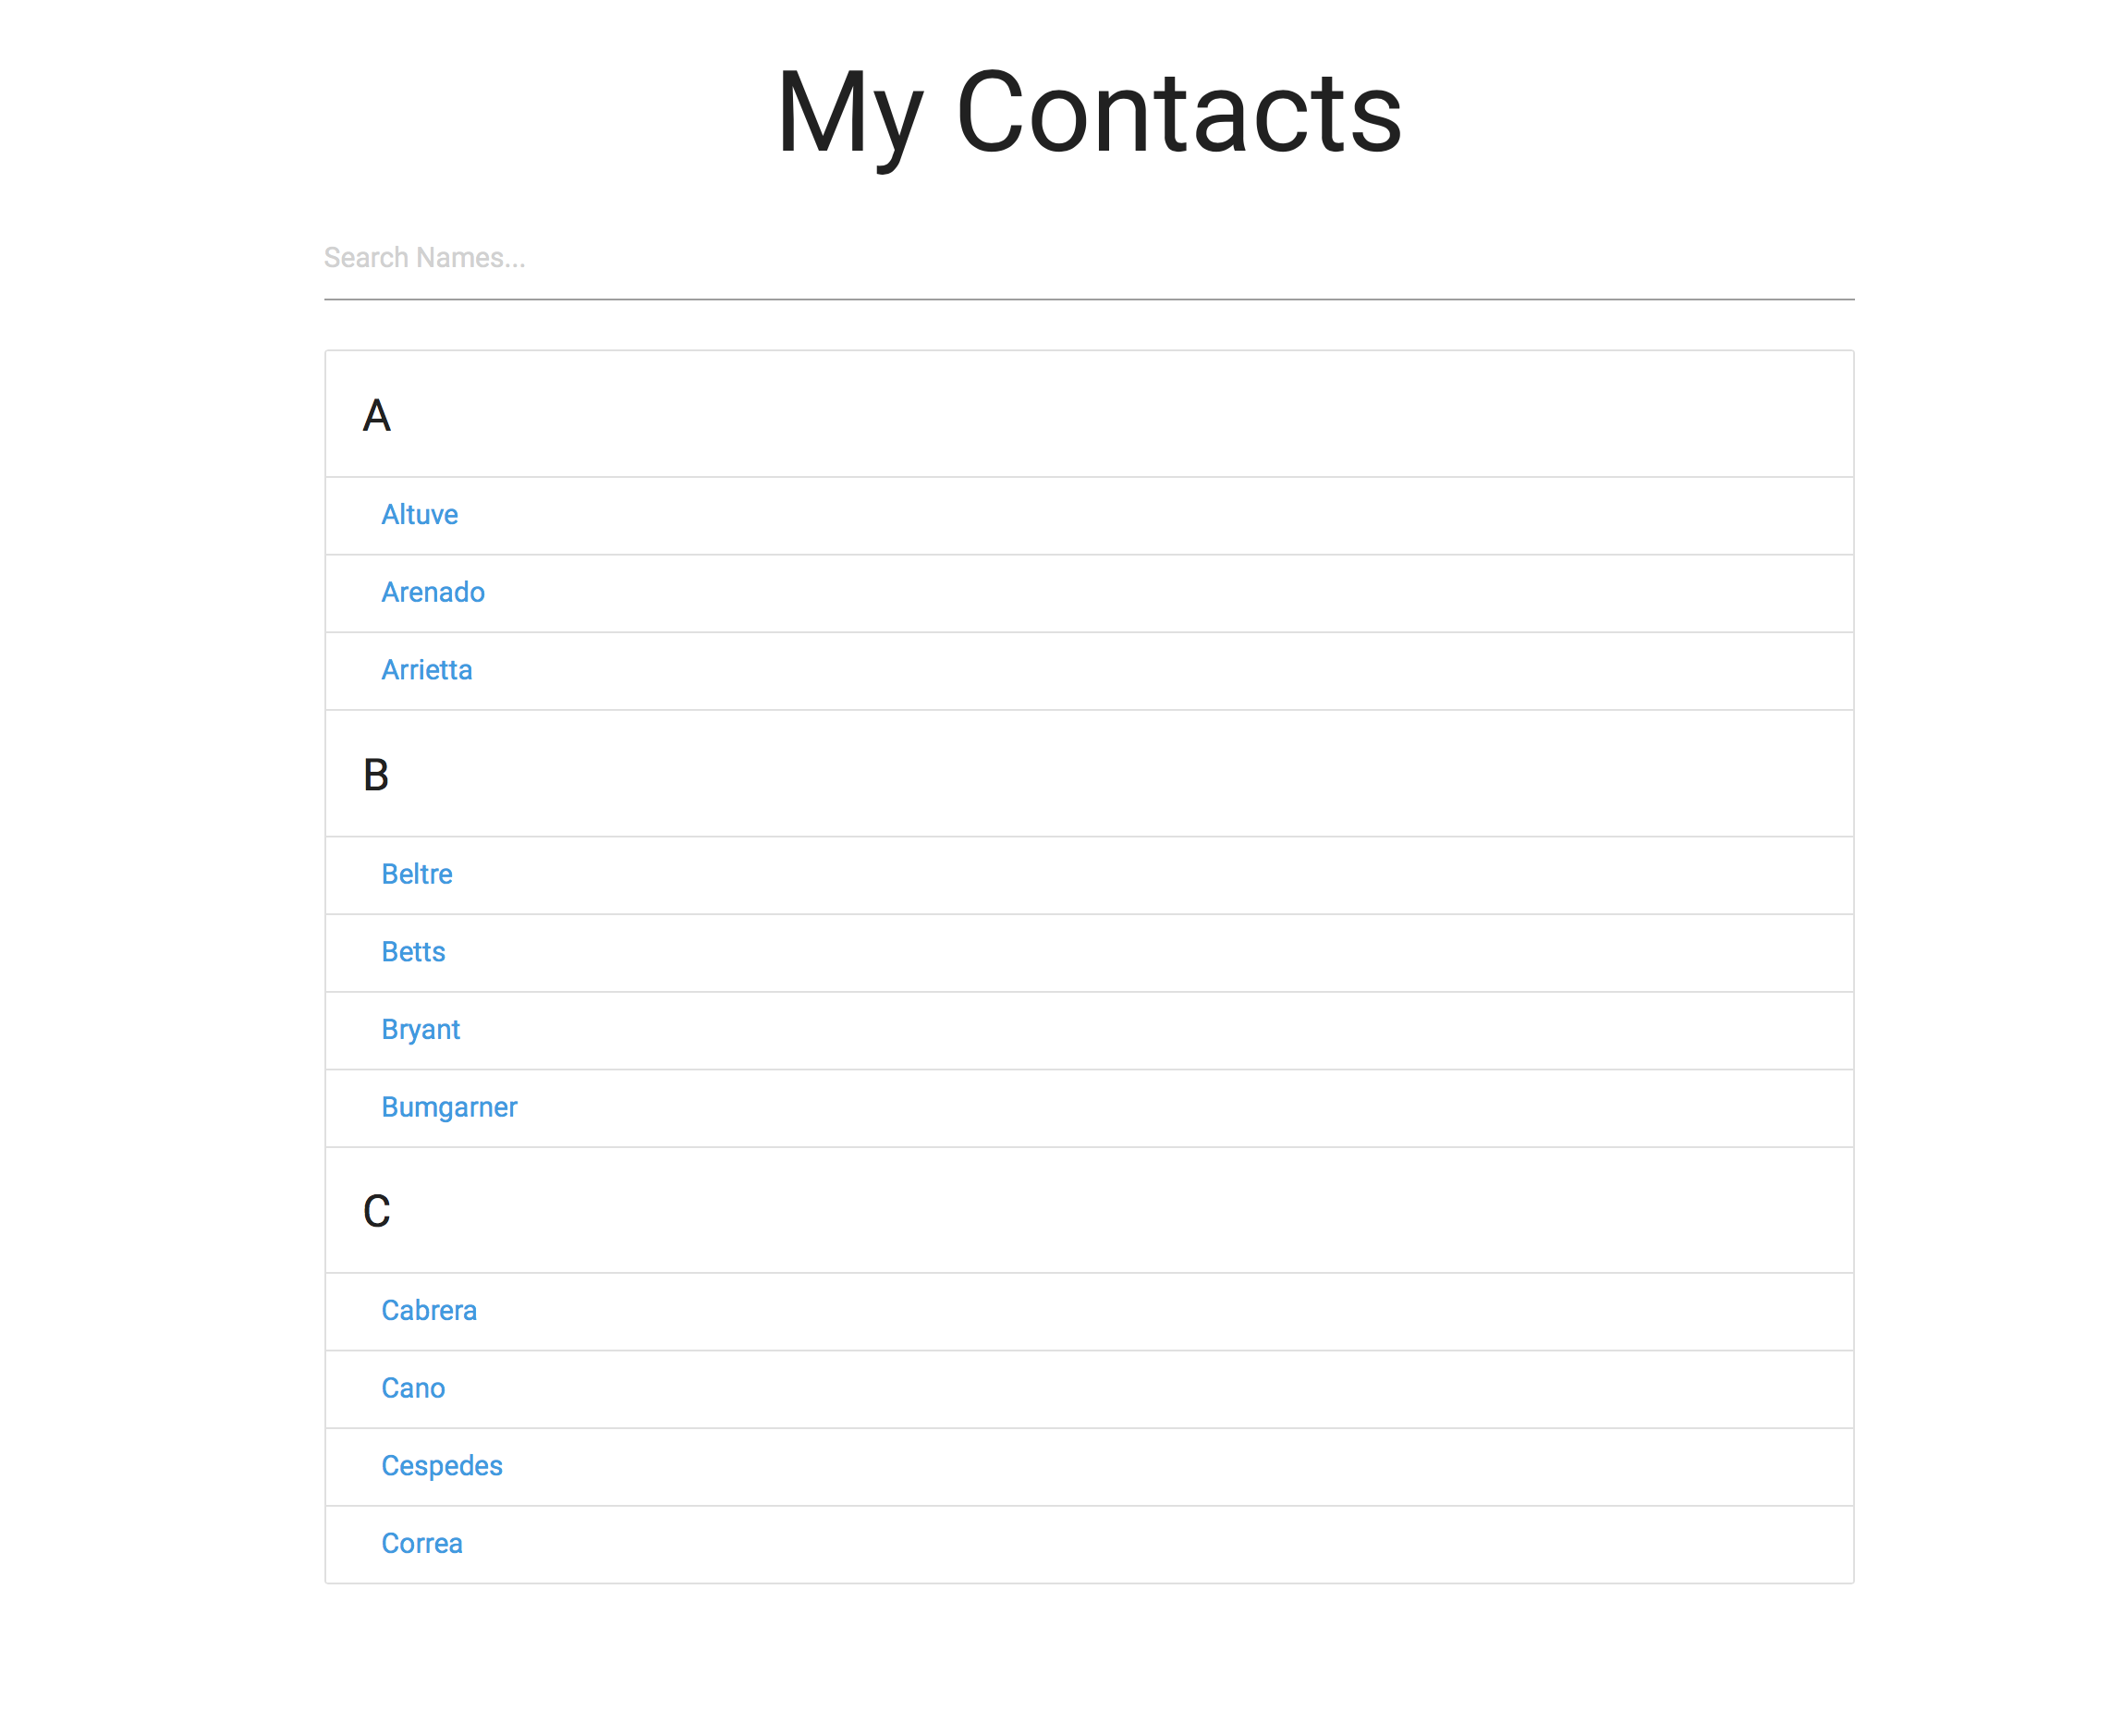 My Contacts
Search Names...
A
Altuve
Arenado
Arrietta
B
Beltre
Betts
Bryant
Bumgarner
C
Cabrera
Cano
Cespedes
Correa